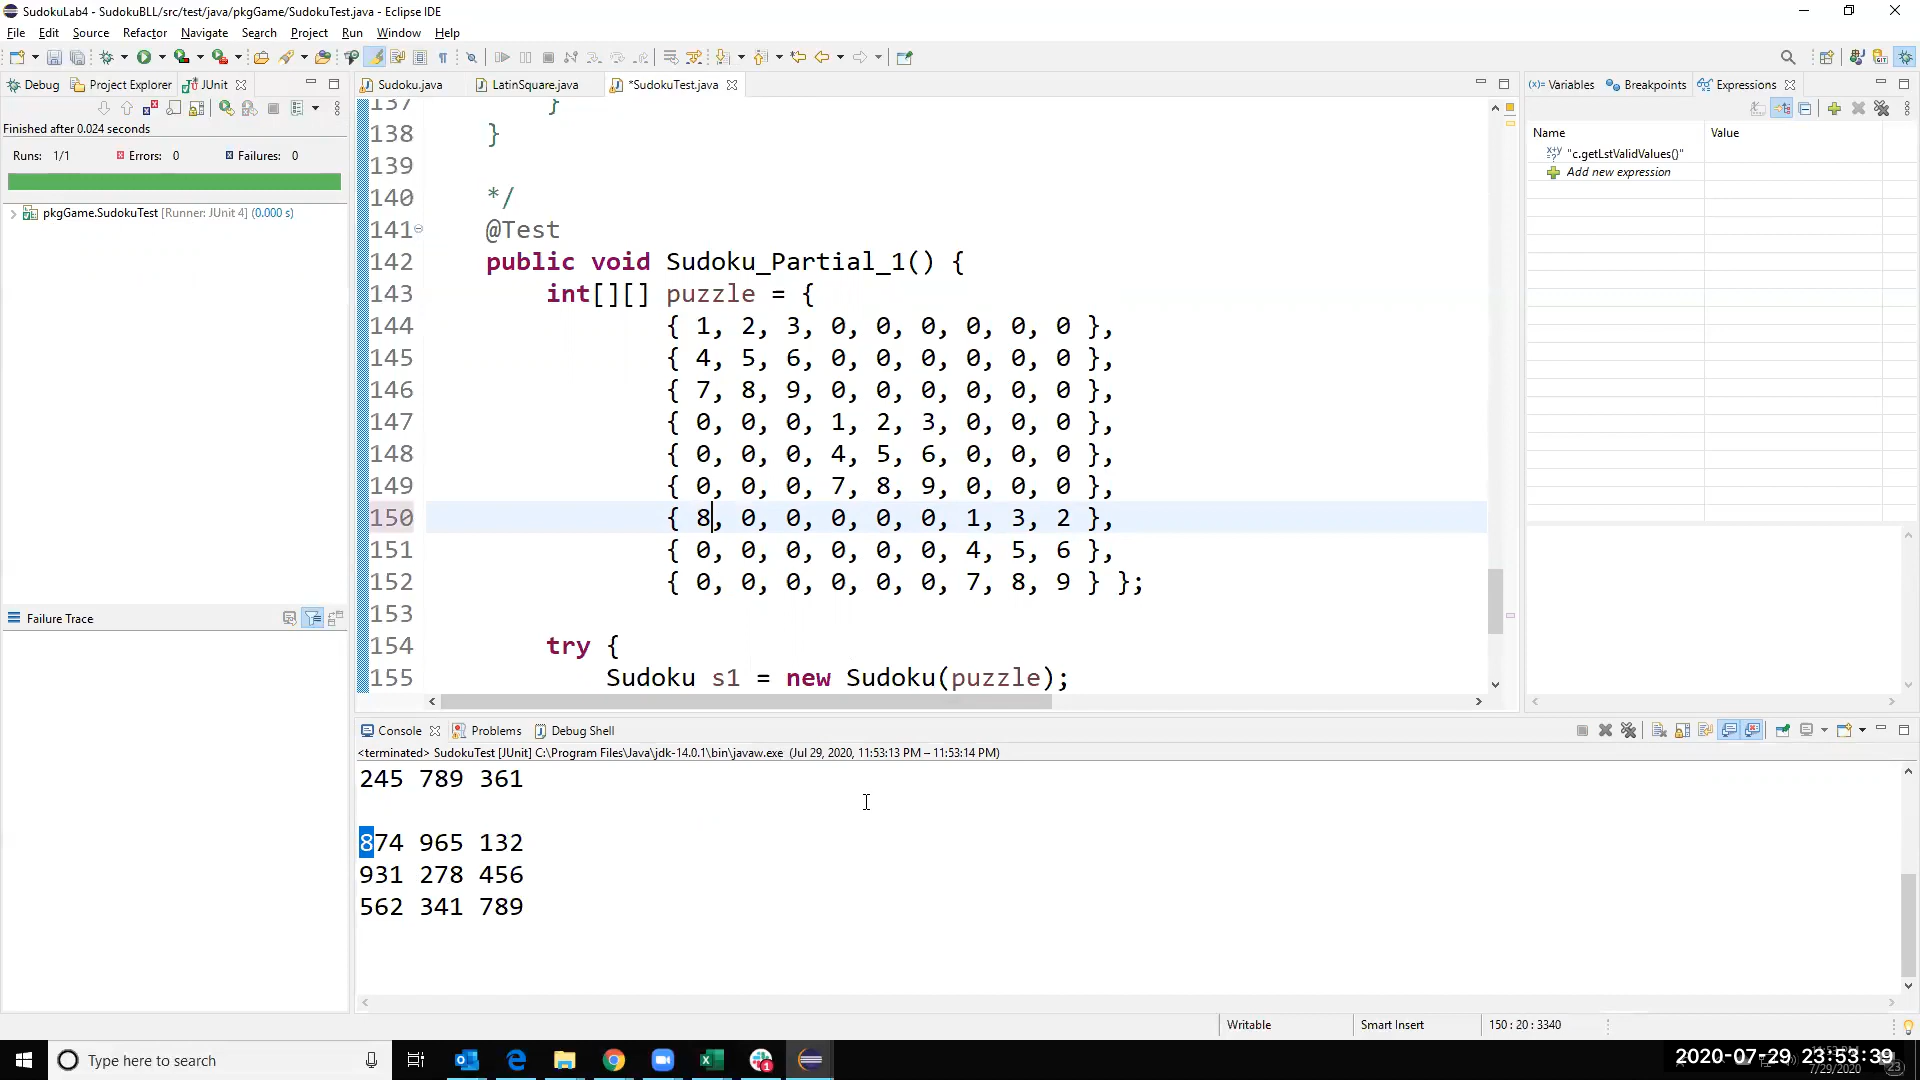 SudokuLab4 - SudokuBLL/src/test/java/pkgGame/SudokuTest.java - Eclipse IDE
File Edit Source Refactor Navigate Search Project Run Window Help
Debug Project Explorer JUnit
Finished after 0.024 seconds
Runs: 1/1 Errors: 0 Failures: 0
pkgGame.SudokuTest [Runner: JUnit 4] (0.000 s)
Failure Trace
Sudoku.java LatinSquare.java *SudokuTest.java
137 }
138 }
139
140 */
141 @Test
142 public void Sudoku_Partial_1() {
143 int[][] puzzle = {
144 { 1, 2, 3, 0, 0, 0, 0, 0, 0 },
145 { 4, 5, 6, 0, 0, 0, 0, 0, 0 },
146 { 7, 8, 9, 0, 0, 0, 0, 0, 0 },
147 { 0, 0, 0, 1, 2, 3, 0, 0, 0 },
148 { 0, 0, 0, 4, 5, 6, 0, 0, 0 },
149 { 0, 0, 0, 7, 8, 9, 0, 0, 0 },
150 { 8, 0, 0, 0, 0, 0, 1, 3, 2 },
151 { 0, 0, 0, 0, 0, 0, 4, 5, 6 },
152 { 0, 0, 0, 0, 0, 0, 7, 8, 9 } };
153
154 try {
155 Sudoku s1 = new Sudoku(puzzle);
Variables Breakpoints Expressions
Name Value
"c.getLstValidValues()"
Add new expression
Console Problems Debug Shell
<terminated> SudokuTest [JUnit] C:\Program Files\Java\jdk-14.0.1\bin\javaw.exe (Jul 29, 2020, 11:53:13 PM – 11:53:14 PM)
245 789 361
874 965 132
931 278 456
562 341 789
Writable Smart Insert 150 : 20 : 3340
Type here to search
2020-07-29 23:53:39
7/29/2020
23